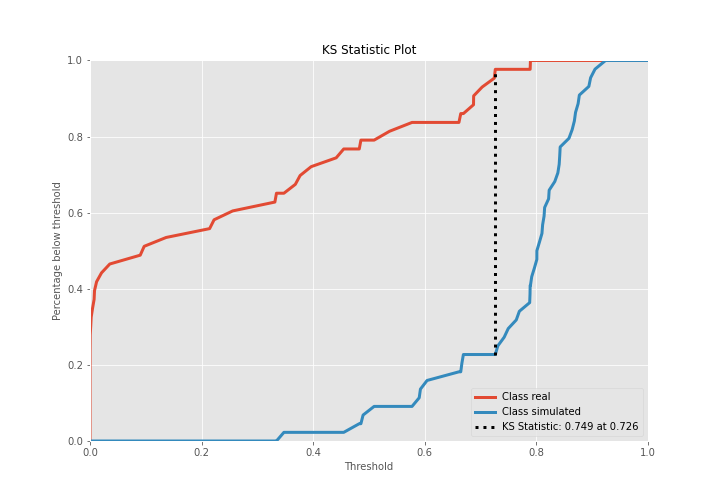 KS Statistic Plot
1.0
0.8
0.6
0.4
0.2
0.0
Percentage below threshold
Class real
Class simulated
KS Statistic: 0.749 at 0.726
0.0 0.2 0.4 0.6 0.8 1.0
Threshold